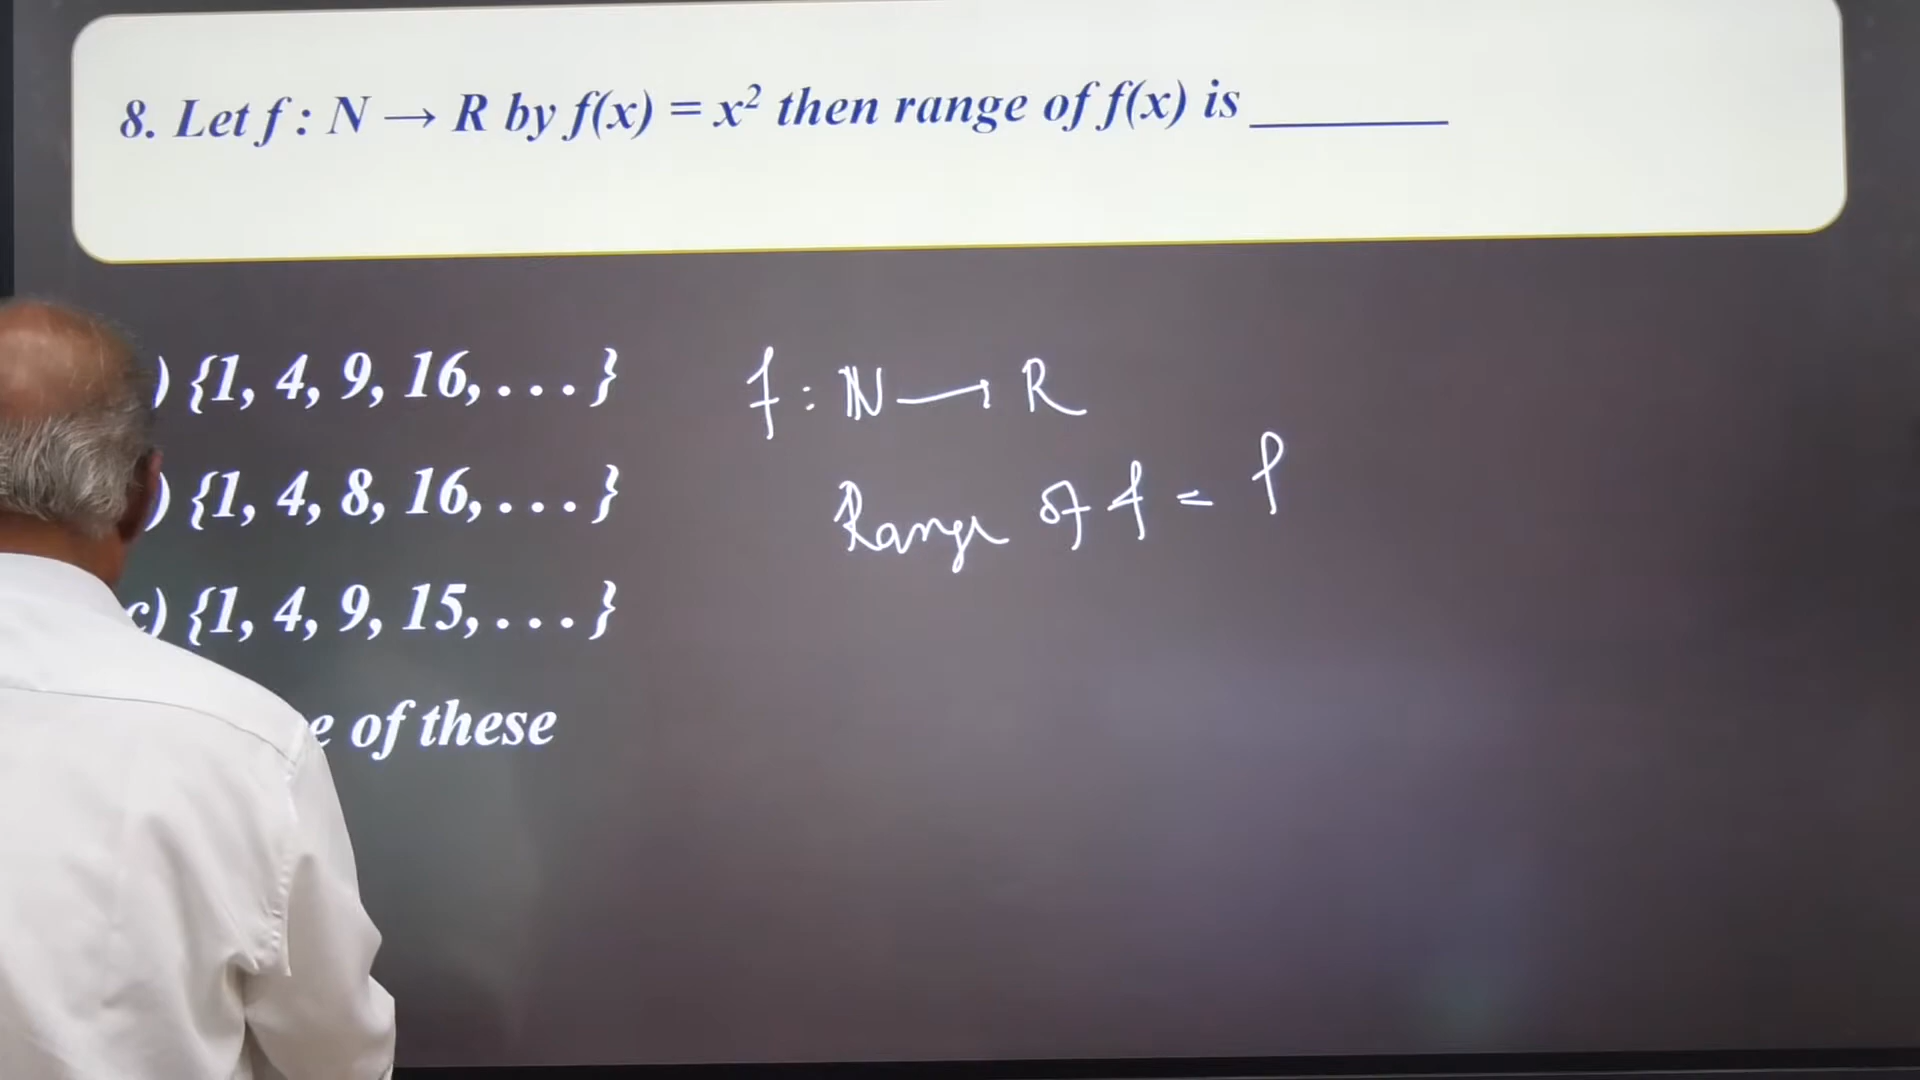 8. Let f : N → R by f(x) = x² then range of f(x) is ________
) {1, 4, 9, 16, . . . }
) {1, 4, 8, 16, . . . }
c) {1, 4, 9, 15, . . . }
e of these
f : N → R
Range of f = f